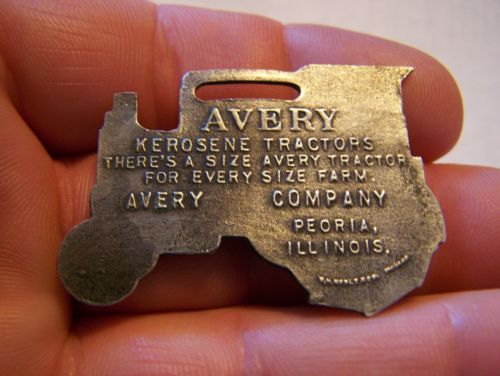 AVERY
KEROSENE TRACTORS
THERE'S A SIZE AVERY TRACTOR
FOR EVERY SIZE FARM.
AVERY COMPANY
PEORIA,
ILLINOIS.